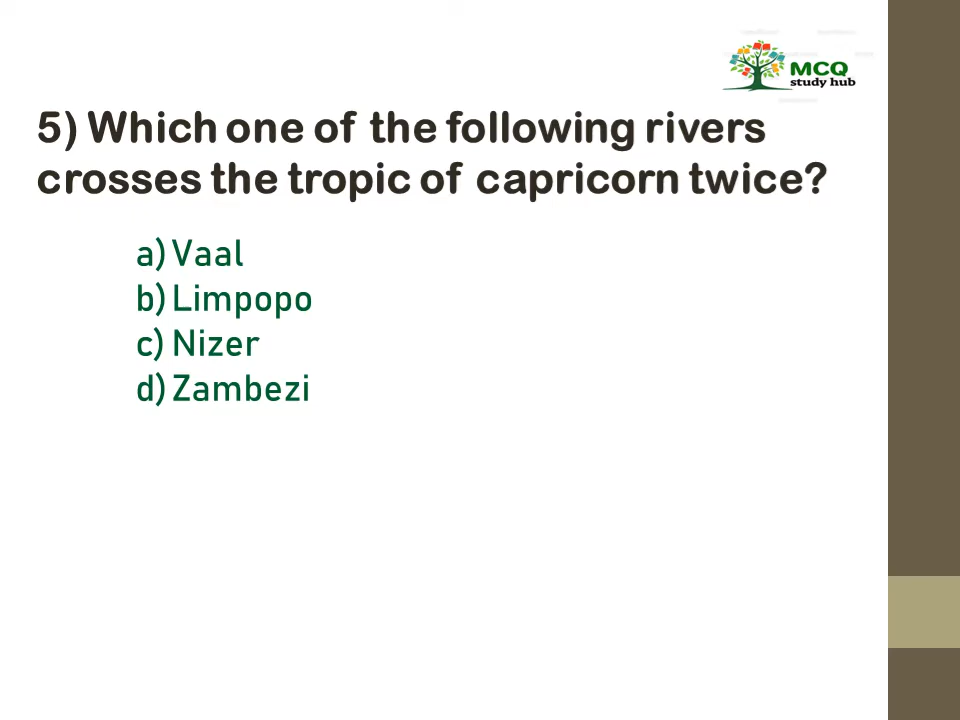 MCQ
study hub
5) Which one of the following rivers
crosses the tropic of capricorn twice?
a) Vaal
b) Limpopo
c) Nizer
d) Zambezi